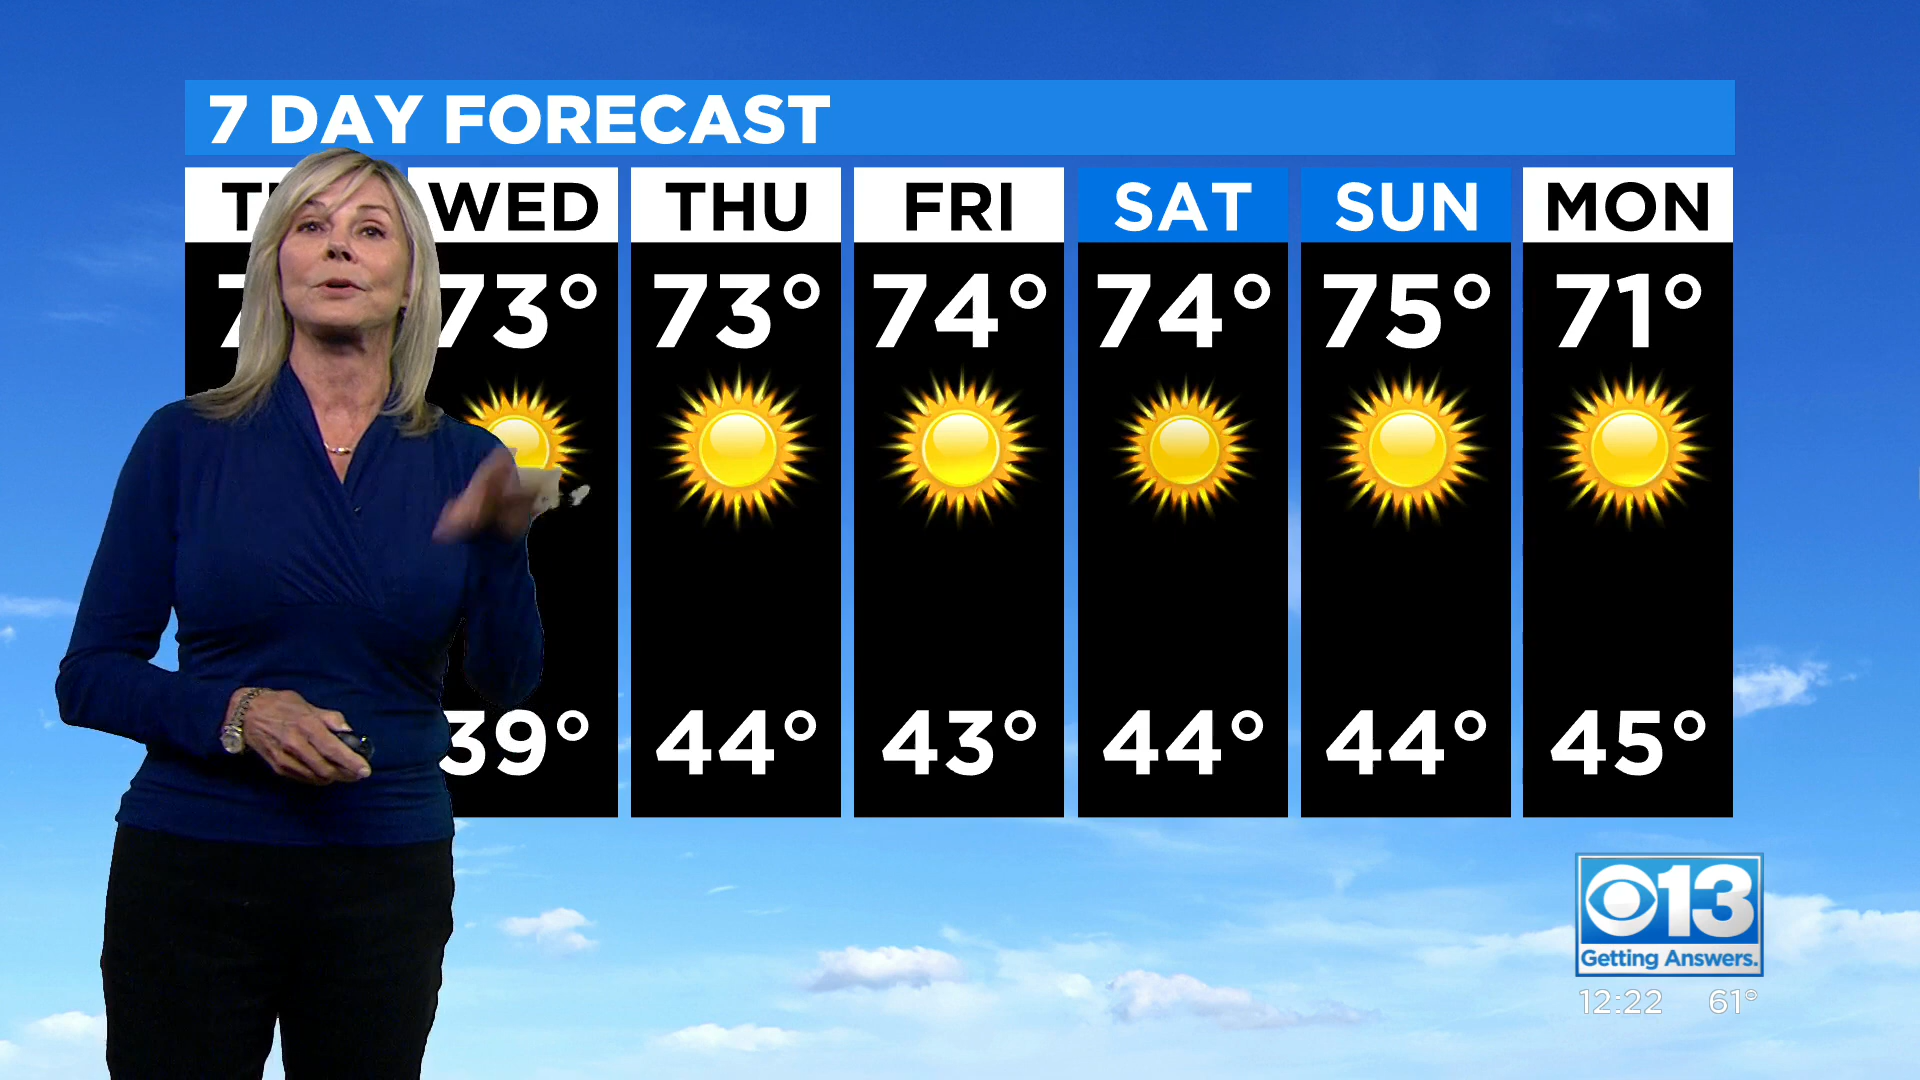 7 DAY FORECAST
WED THU FRI SAT SUN MON
73° 73° 74° 74° 75° 71°
39° 44° 43° 44° 44° 45°
13
Getting Answers.
12:22 61°